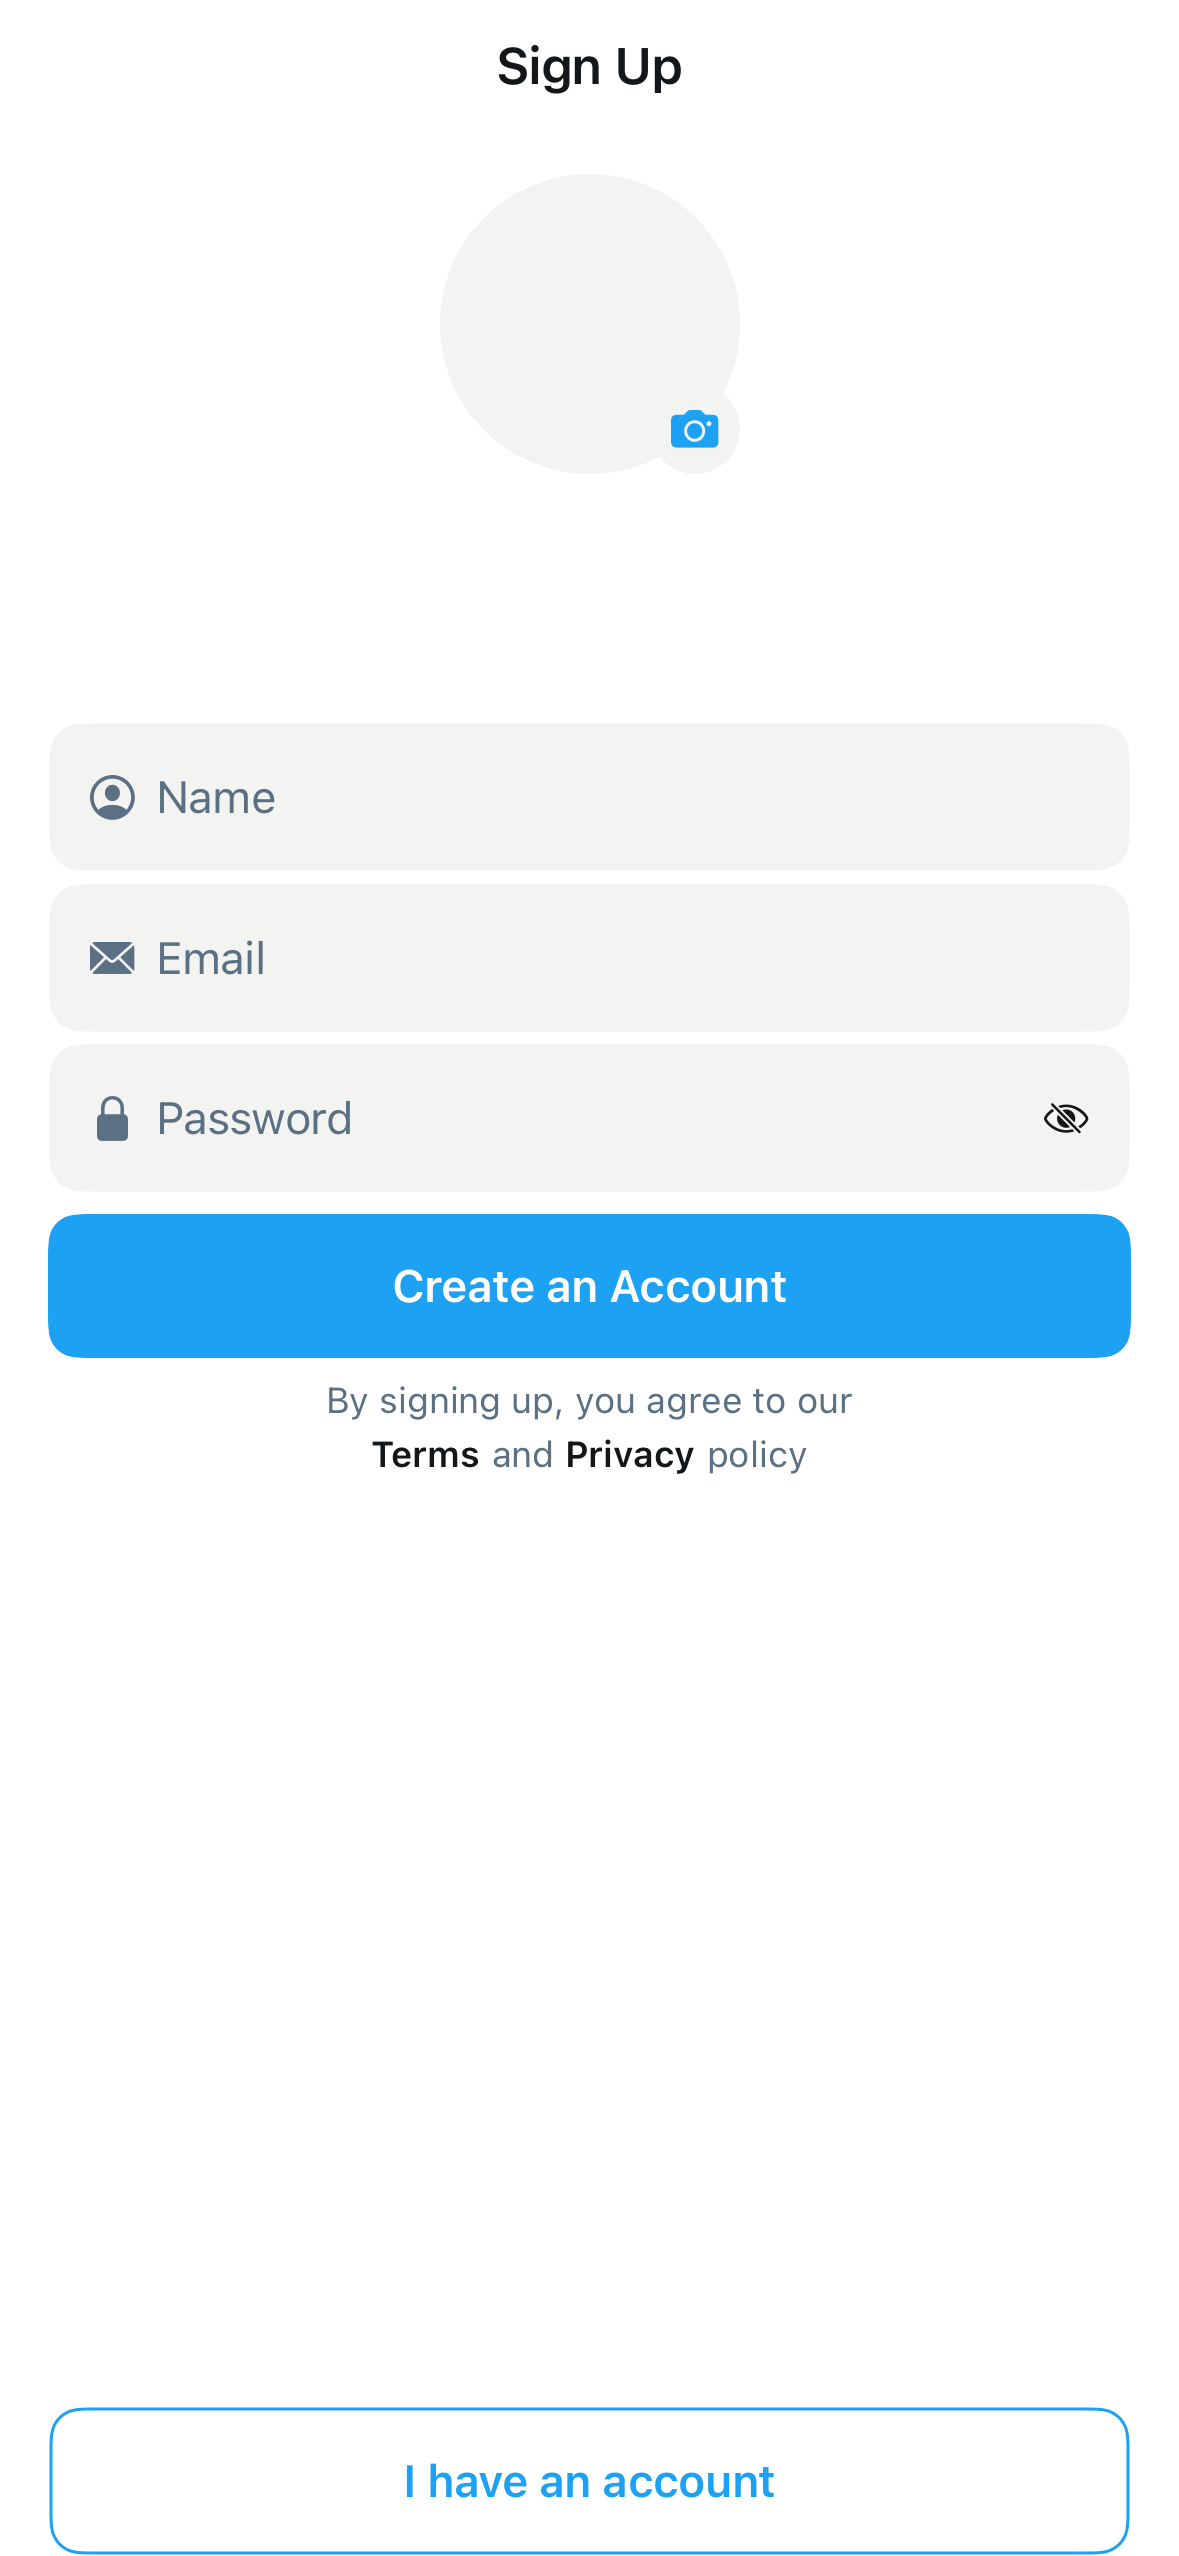 Sign Up
Name
Email
Password
Create an Account
By signing up, you agree to our
Terms and Privacy policy
I have an account